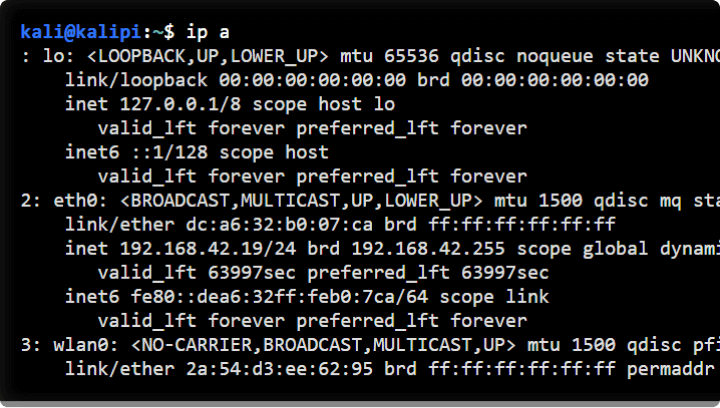 kali@kalipi:~$ ip a
: lo: <LOOPBACK,UP,LOWER_UP> mtu 65536 qdisc noqueue state UNKNO
link/loopback 00:00:00:00:00:00 brd 00:00:00:00:00:00
inet 127.0.0.1/8 scope host lo
valid_lft forever preferred_lft forever
inet6 ::1/128 scope host
valid_lft forever preferred_lft forever
2: eth0: <BROADCAST,MULTICAST,UP,LOWER_UP> mtu 1500 qdisc mq sta
link/ether dc:a6:32:b0:07:ca brd ff:ff:ff:ff:ff:ff
inet 192.168.42.19/24 brd 192.168.42.255 scope global dynami
valid_lft 63997sec preferred_lft 63997sec
inet6 fe80::dea6:32ff:feb0:7ca/64 scope link
valid_lft forever preferred_lft forever
3: wlan0: <NO-CARRIER,BROADCAST,MULTICAST,UP> mtu 1500 qdisc pfi
link/ether 2a:54:d3:ee:62:95 brd ff:ff:ff:ff:ff:ff permaddr